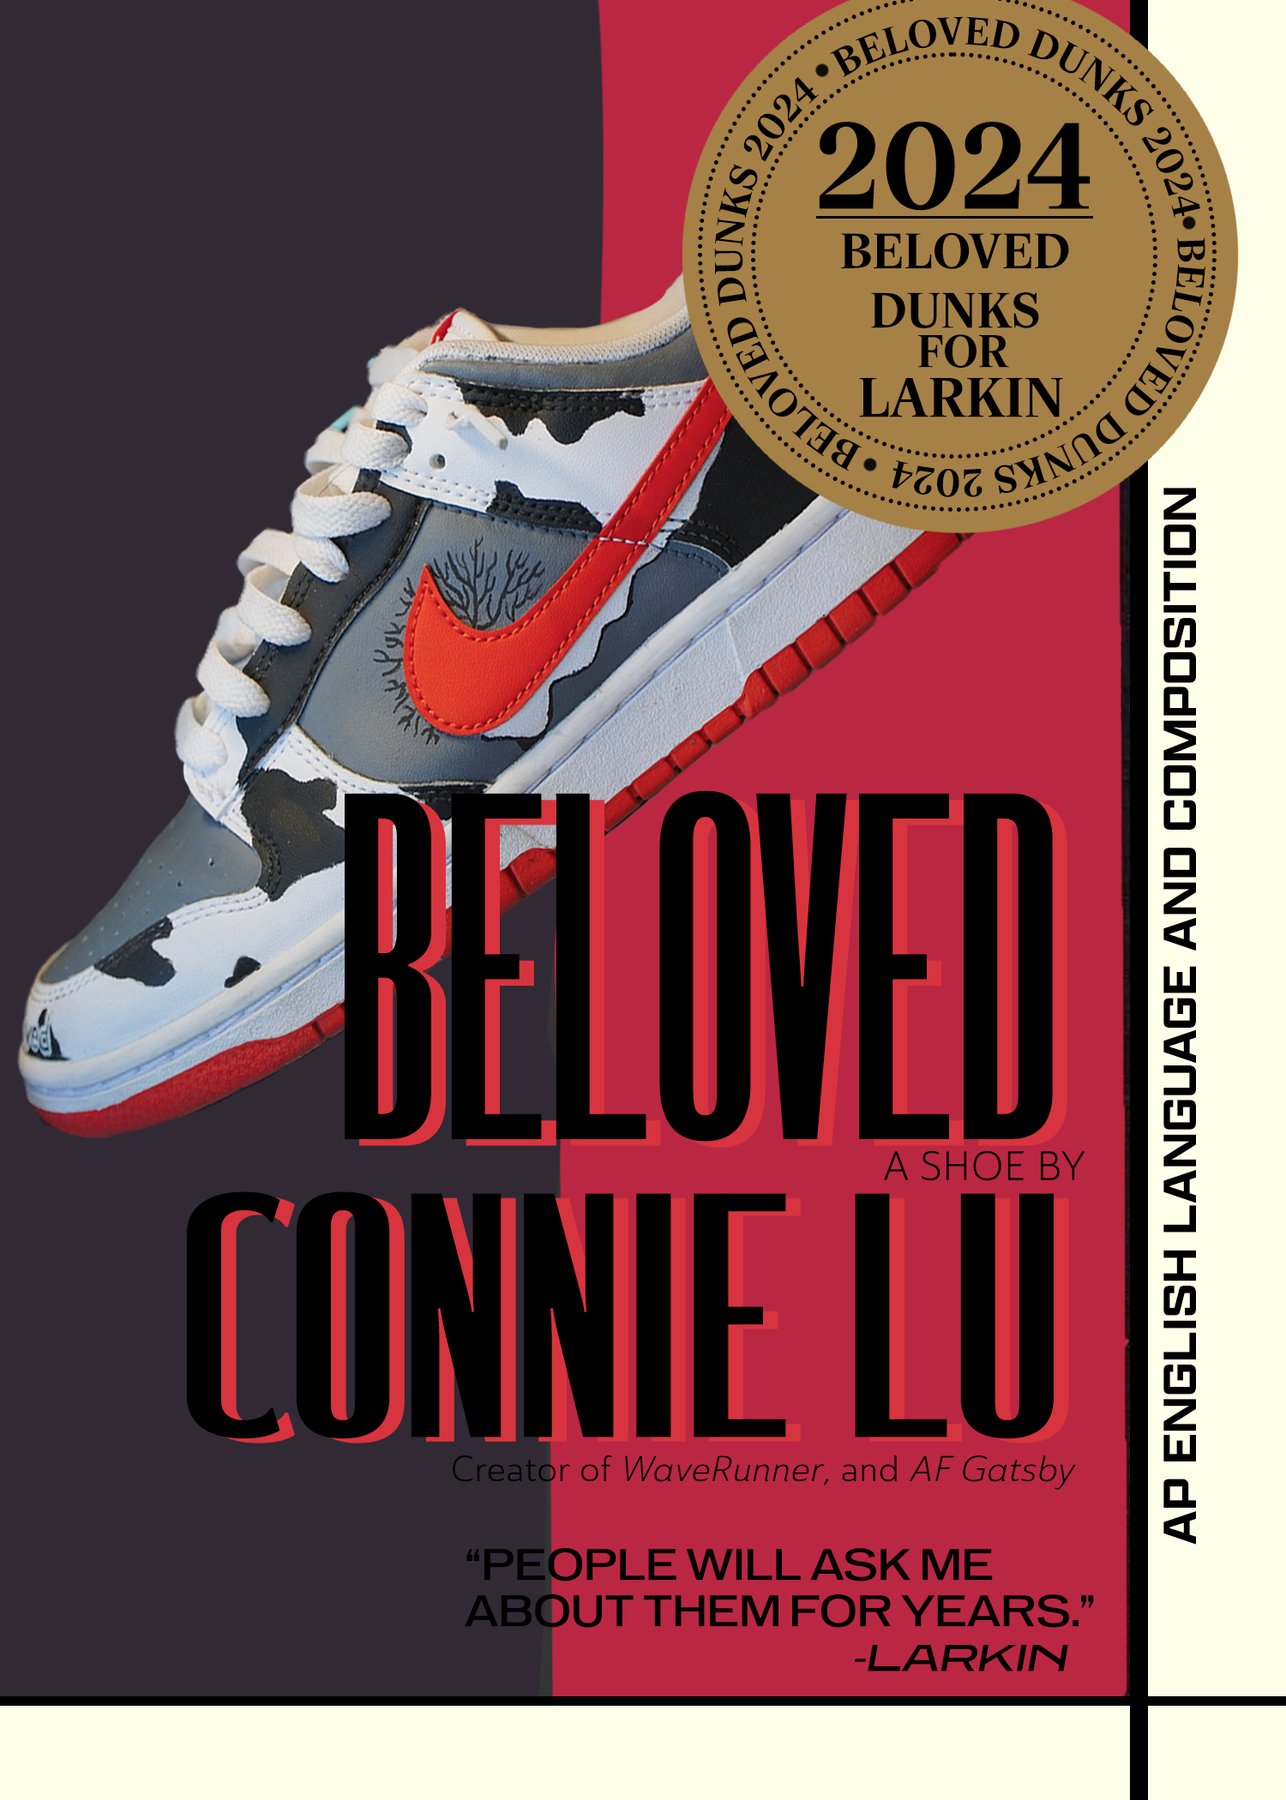 BELOVED DUNKS 2024 • BELOVED DUNKS 2024 • BELOVED DUNKS 2024 •
2024
BELOVED
DUNKS
FOR
LARKIN
BELOVED
A SHOE BY
CONNIE LU
Creator of WaveRunner, and AF Gatsby
“PEOPLE WILL ASK ME
ABOUT THEM FOR YEARS.”
-LARKIN
AP ENGLISH LANGUAGE AND COMPOSITION